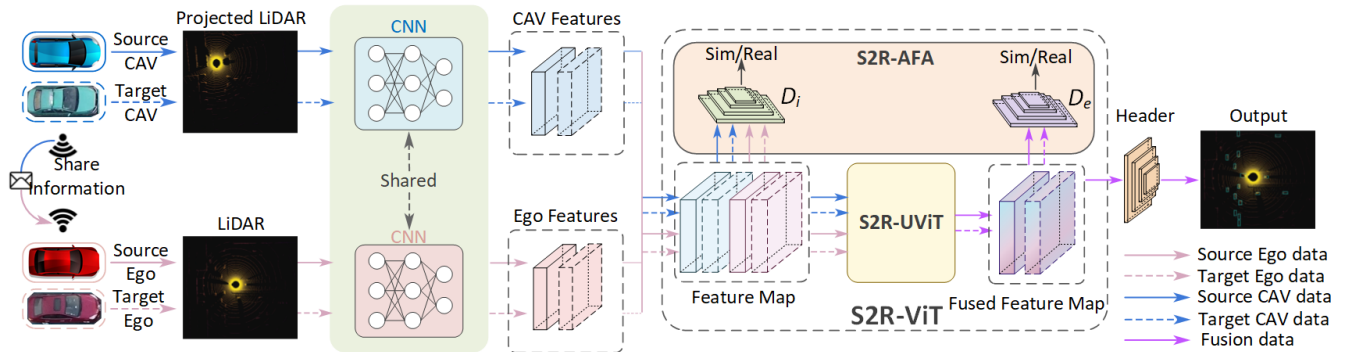 Source
CAV
Target
CAV
Share
Information
Source
Ego
Target
Ego
Projected LiDAR
LiDAR
CNN
Shared
CNN
CAV Features
Ego Features
S2R-AFA
Sim/Real
Di
Sim/Real
De
Feature Map
S2R-UViT
Fused Feature Map
S2R-ViT
Header
Output
Source Ego data
Target Ego data
Source CAV data
Target CAV data
Fusion data